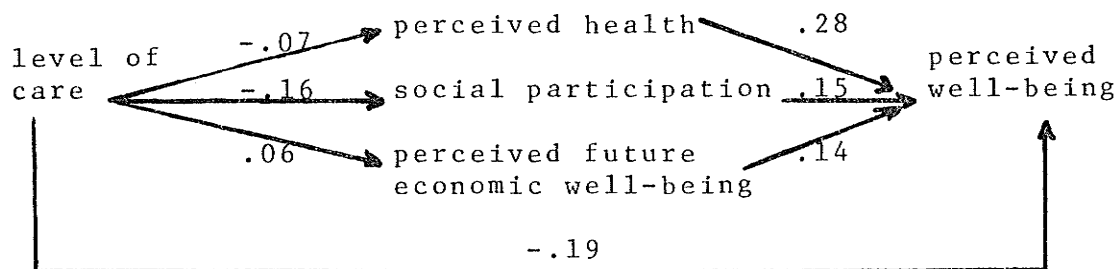 -.07 perceived health .28
level of
care
-.16 social participation .15
perceived
well-being
.06 perceived future
economic well-being
.14
-.19